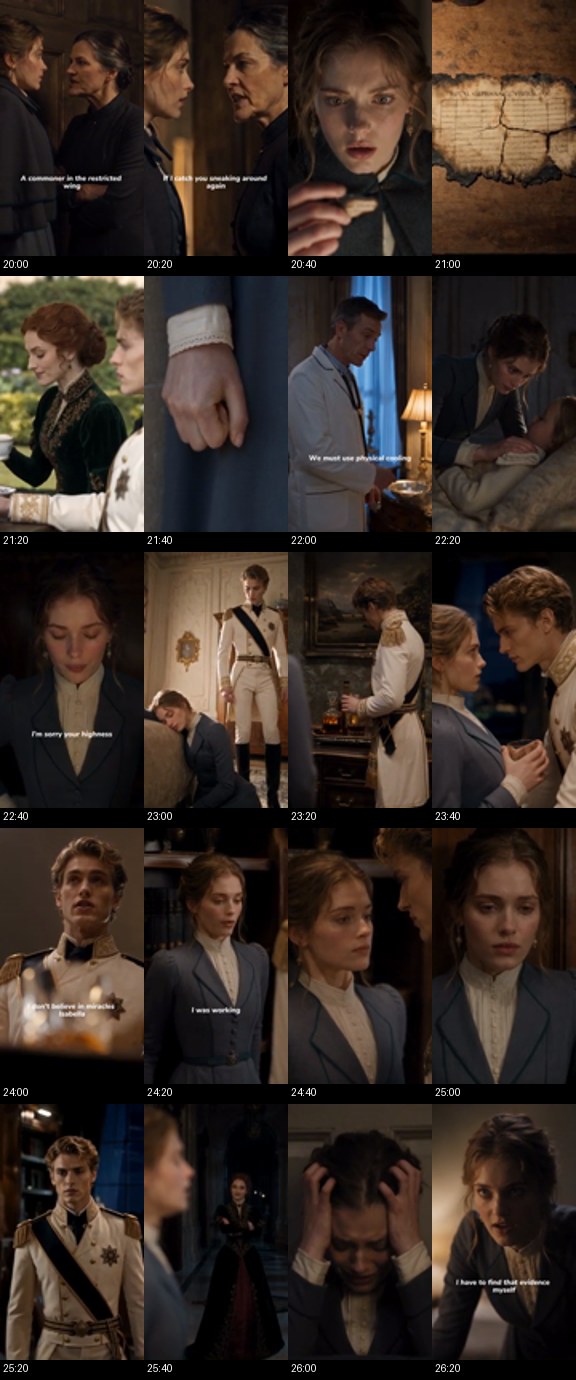 A commoner in the restricted
wing
If I catch you sneaking around
again
20:00
20:20
20:40
21:00
We must use physical cooling
21:20
21:40
22:00
22:20
I'm sorry your highness
22:40
23:00
23:20
23:40
I don't believe in miracles
Isabella
I was working
24:00
24:20
24:40
25:00
I have to find that evidence
myself
25:20
25:40
26:00
26:20